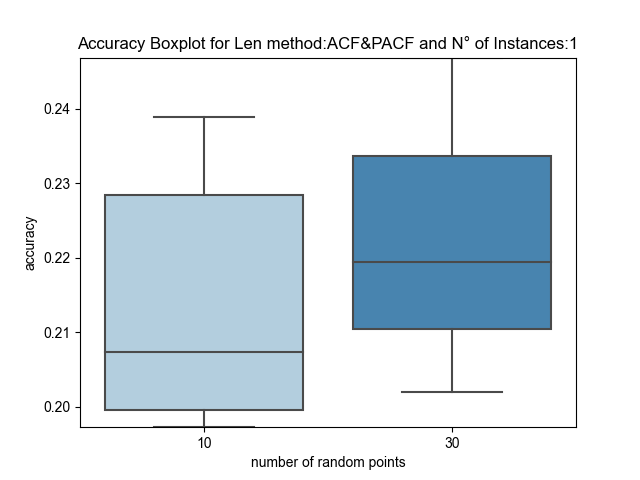 Accuracy Boxplot for Len method:ACF&PACF and N° of Instances:1
0.24
0.23
0.22
0.21
0.20
accuracy
10
30
number of random points